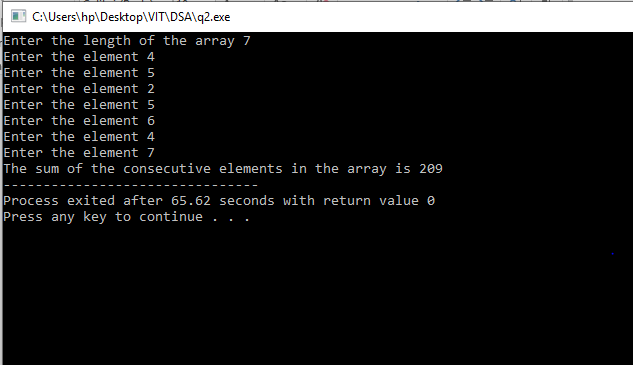 C:\Users\hp\Desktop\VIT\DSA\q2.exe
Enter the length of the array 7
Enter the element 4
Enter the element 5
Enter the element 2
Enter the element 5
Enter the element 6
Enter the element 4
Enter the element 7
The sum of the consecutive elements in the array is 209
--------------------------------
Process exited after 65.62 seconds with return value 0
Press any key to continue . . .